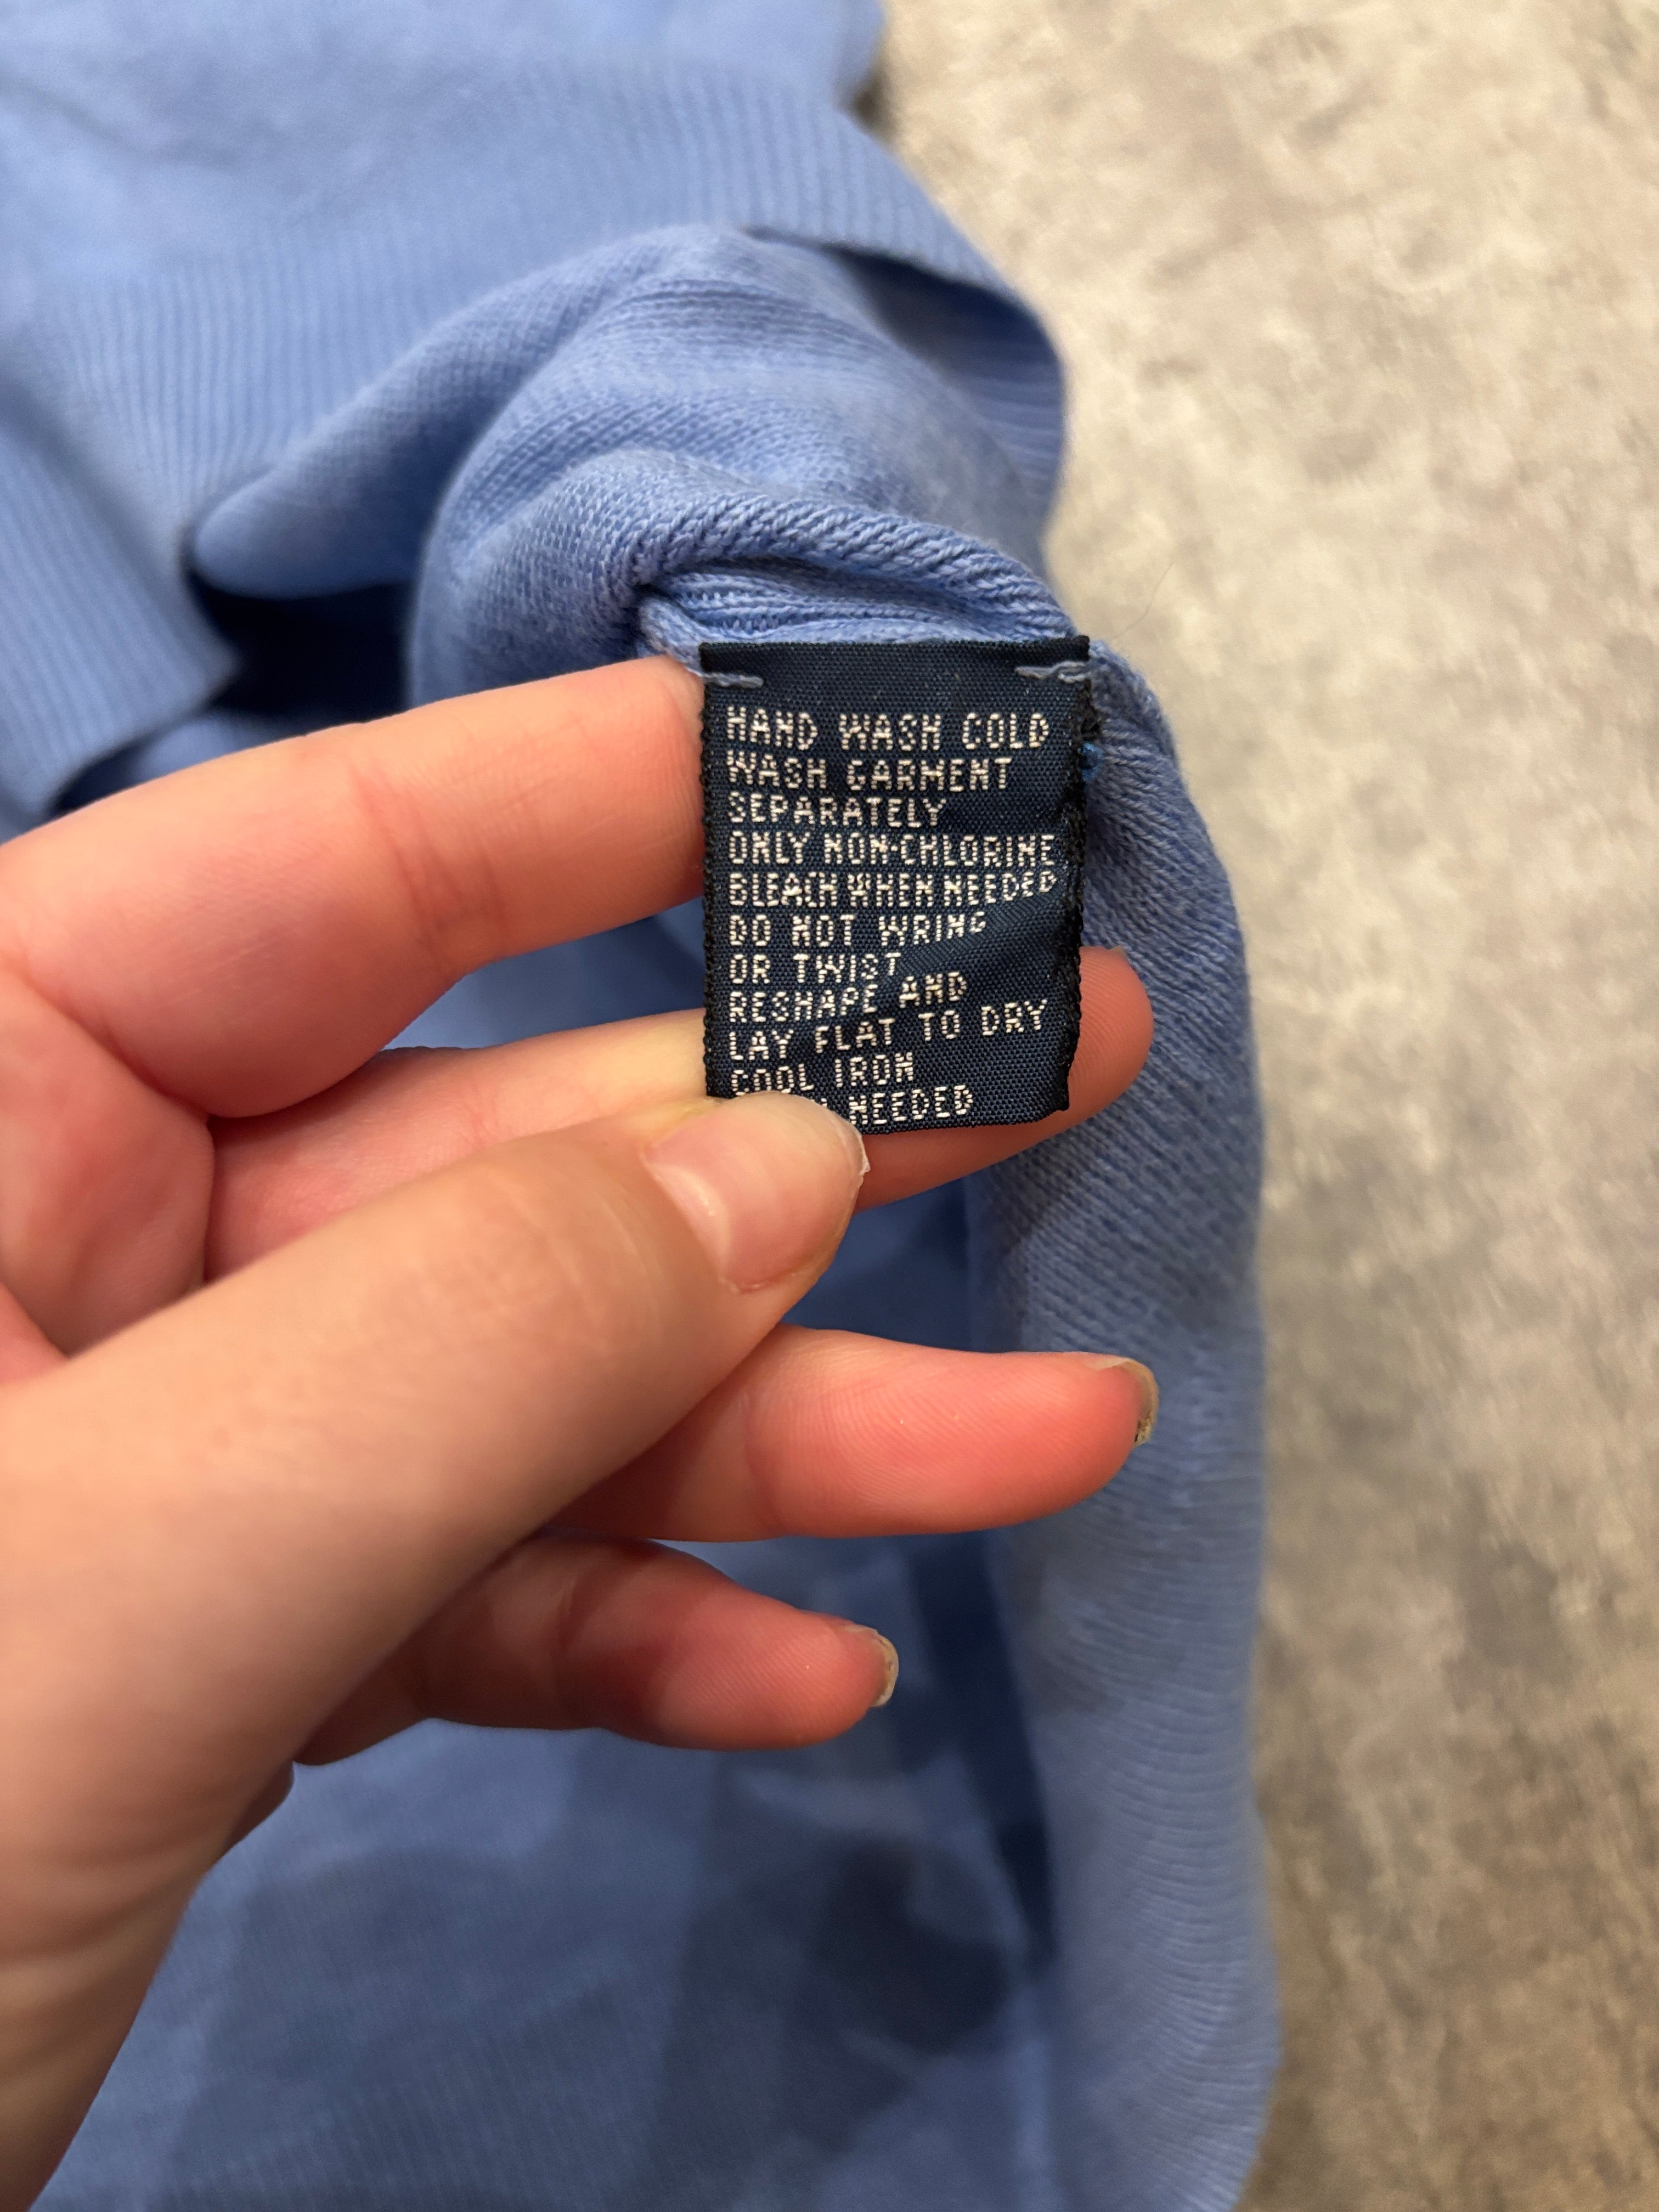 HAND WASH COLD
WASH GARMENT
SEPARATELY
ONLY NON-CHLORINE
BLEACH WHEN NEEDED
DO NOT WRING
OR TWIST
RESHAPE AND
LAY FLAT TO DRY
COOL IRON
NEEDED